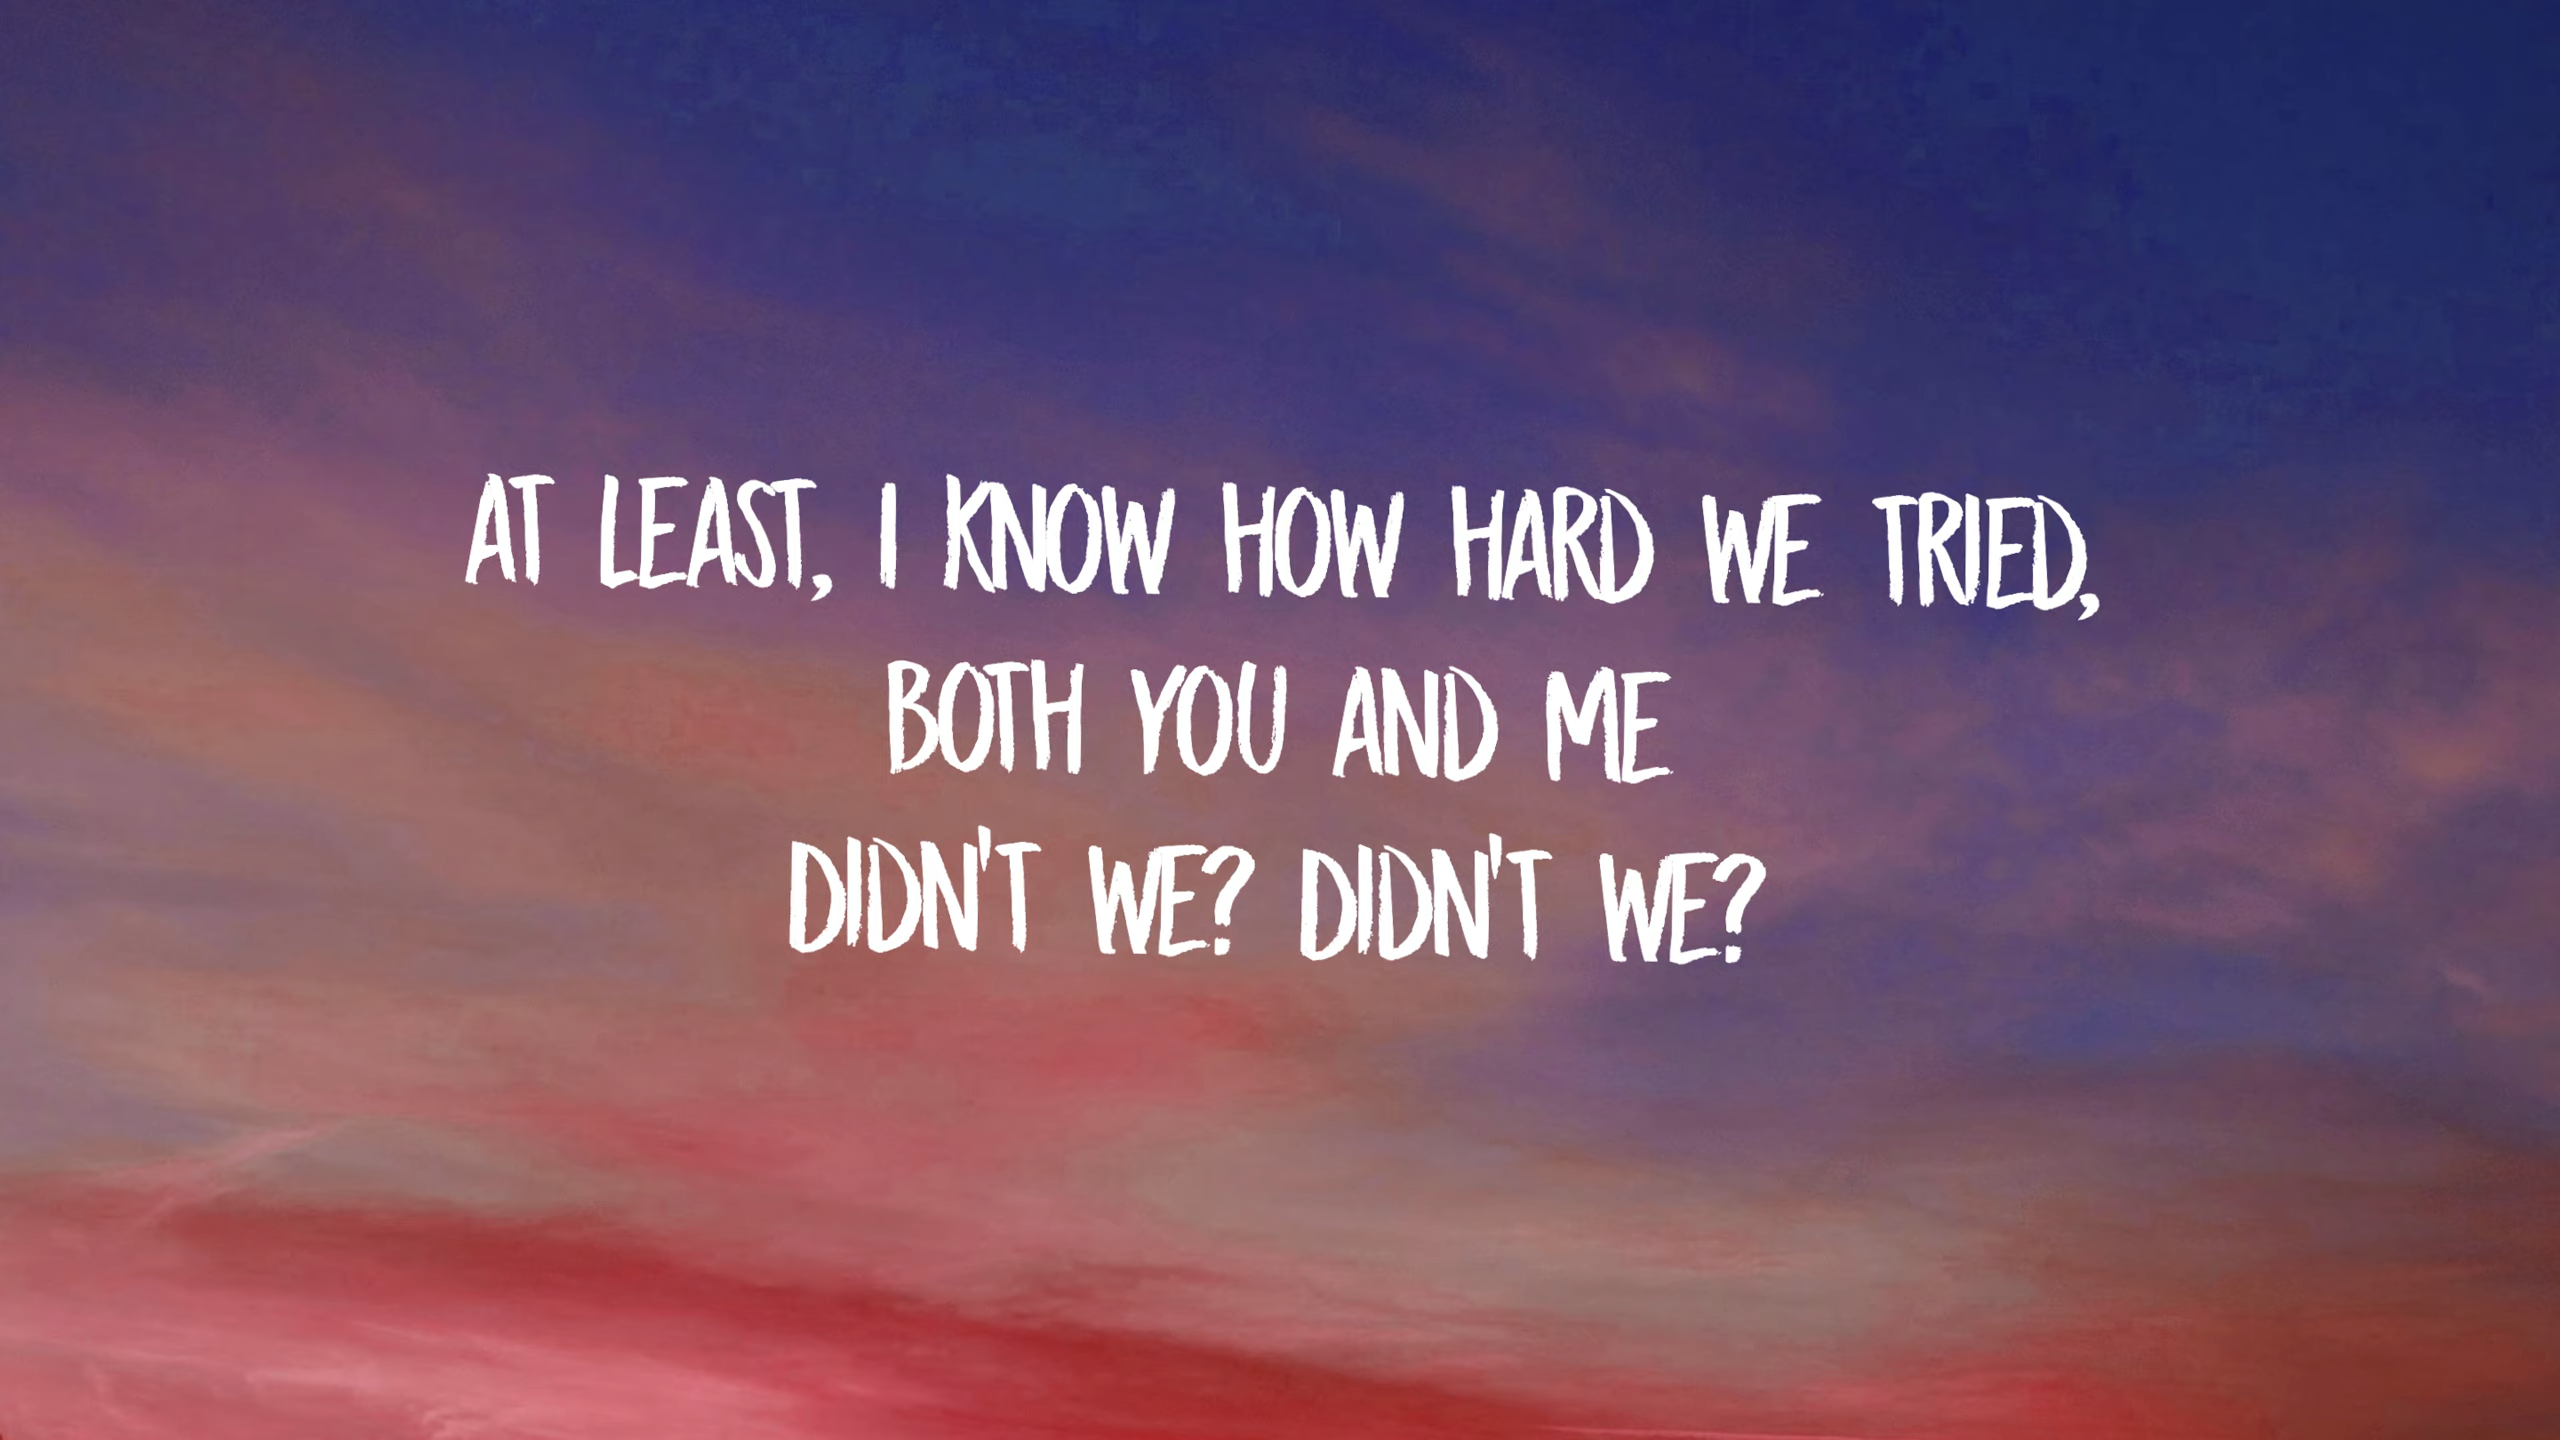 AT LEAST, I KNOW HOW HARD WE TRIED,
BOTH YOU AND ME
DIDN'T WE? DIDN'T WE?